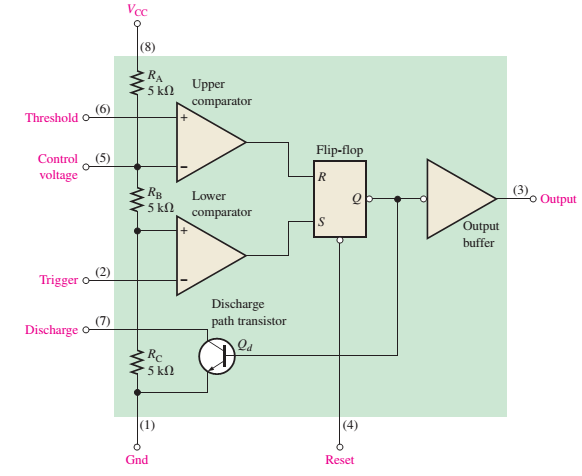 VCC
(8)
RA
5 kΩ
Upper
comparator
Threshold
(6)
+
Control
voltage
(5)
−
Flip-flop
R
Q
S
RB
5 kΩ
Lower
comparator
+
(3)
Output
Output
buffer
Trigger
(2)
−
Discharge
path transistor
Discharge
(7)
Qd
RC
5 kΩ
(1)
(4)
Gnd
Reset